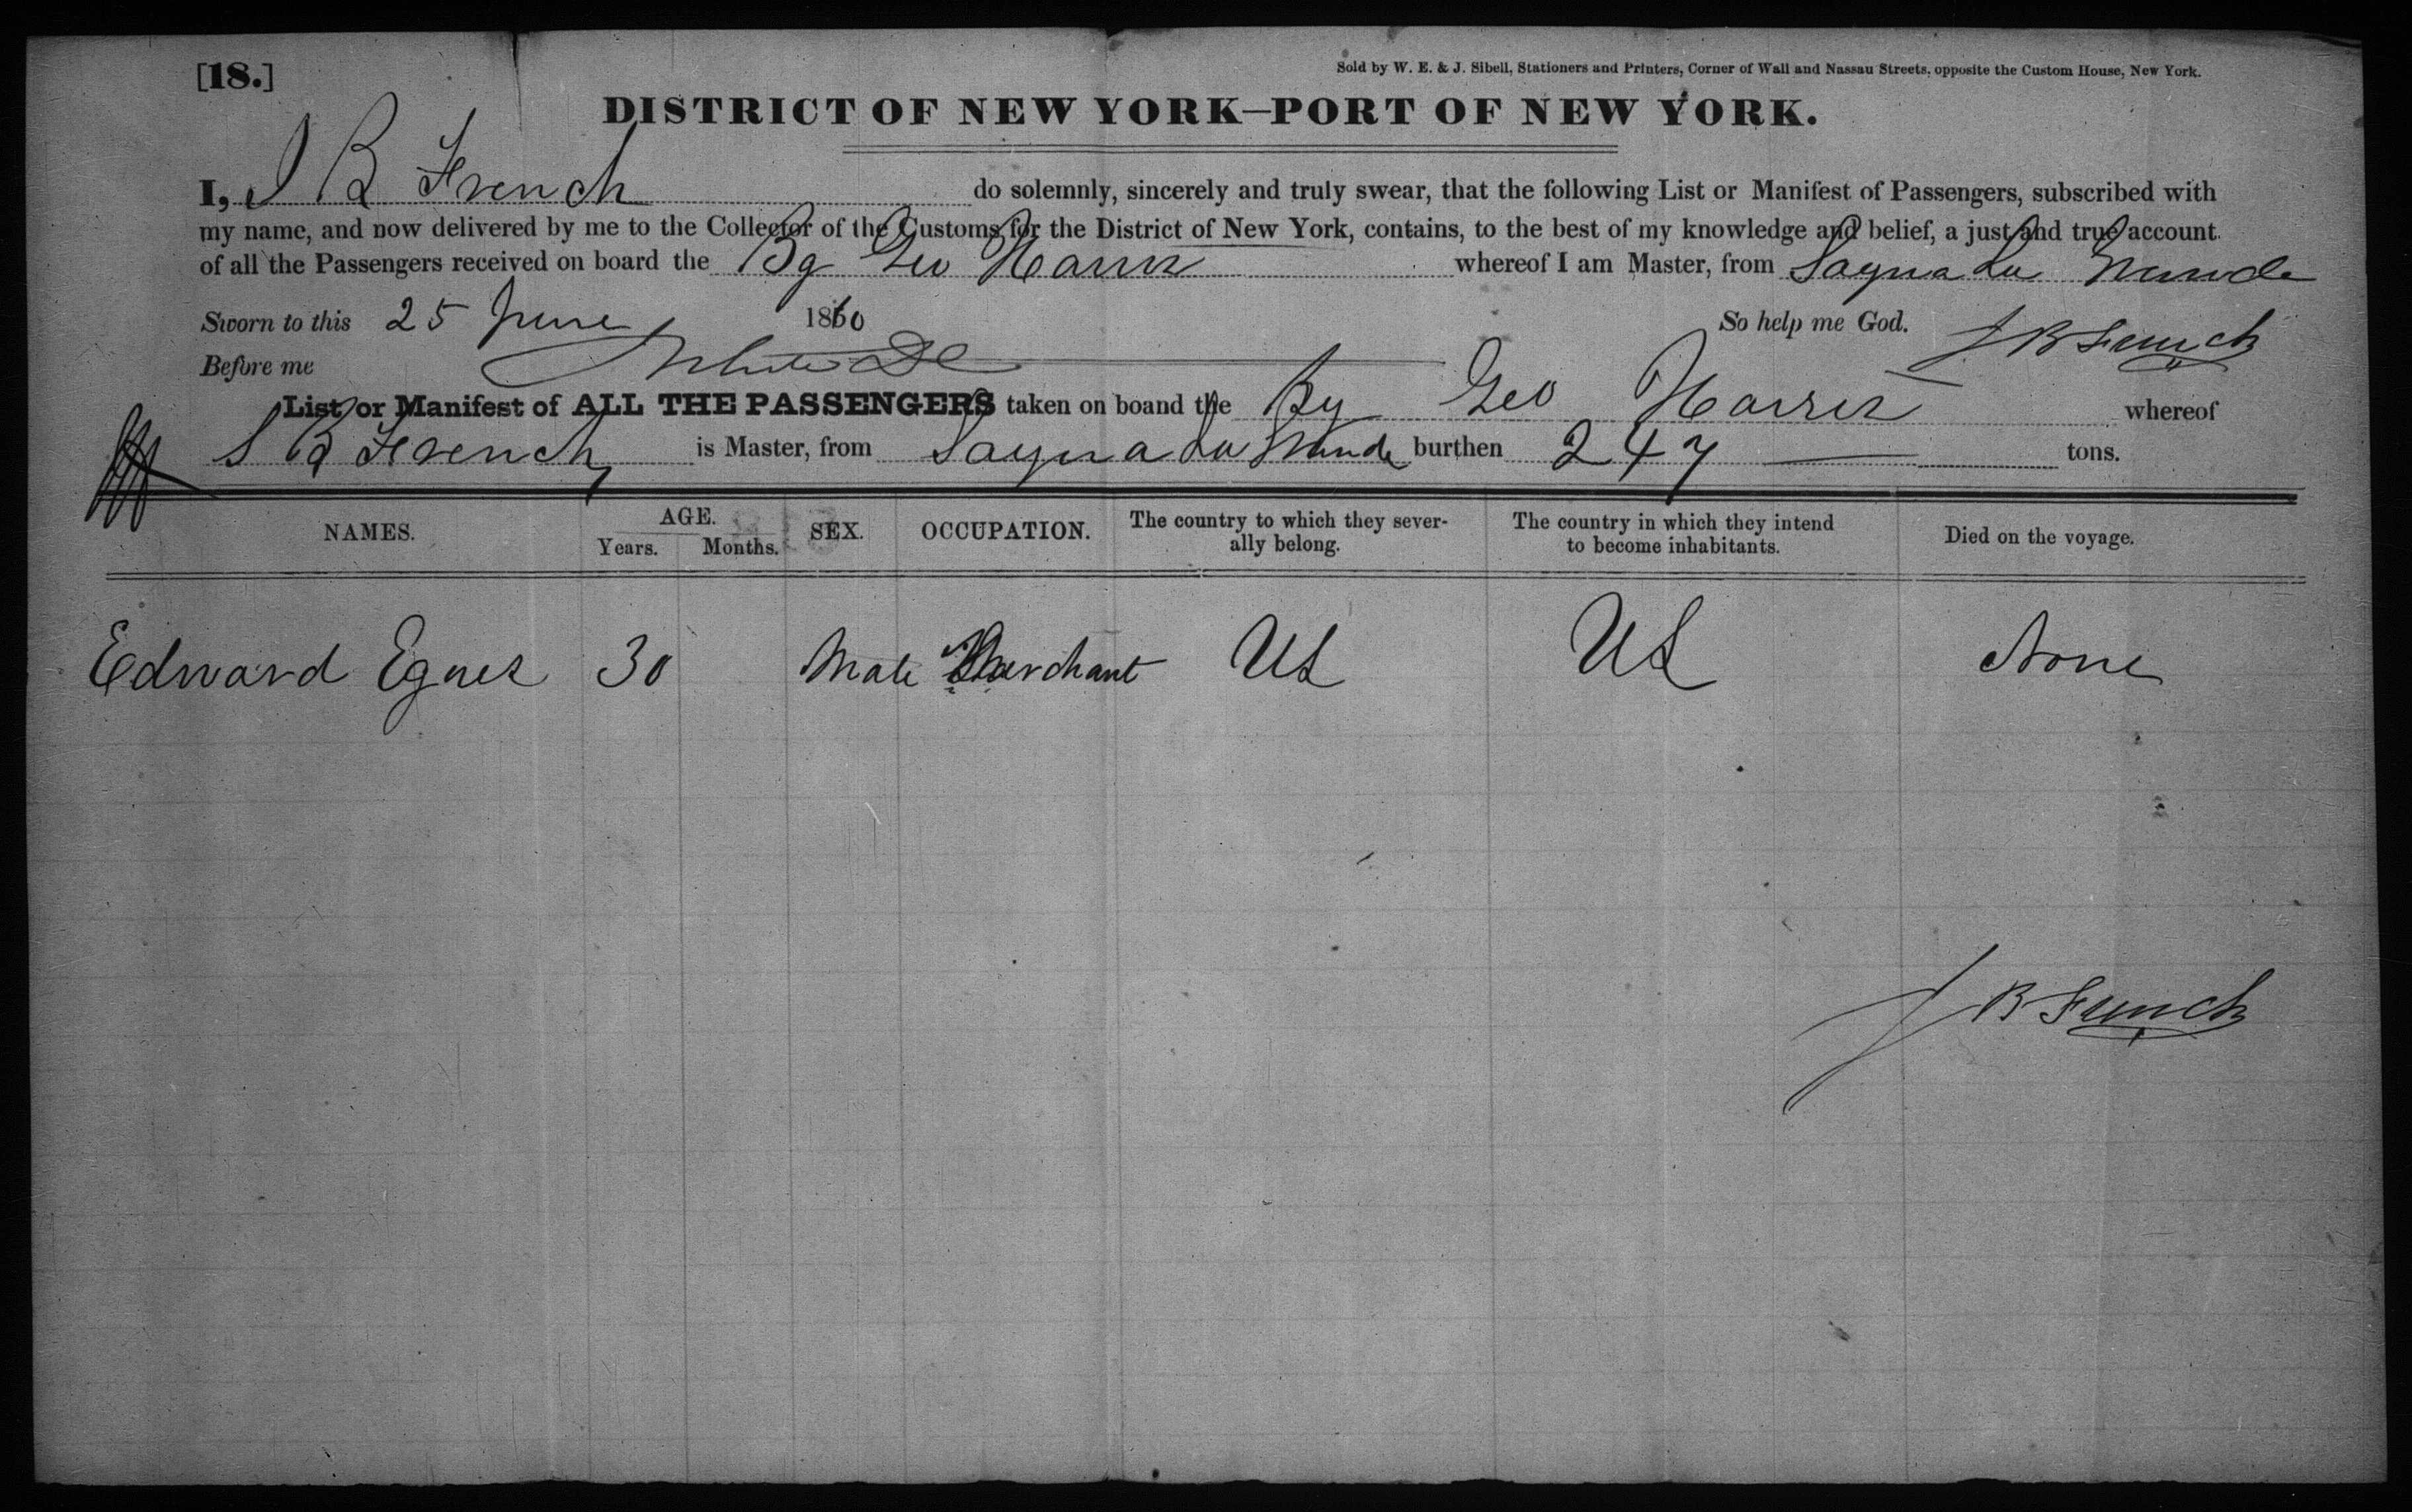 [18.]
Sold by W. E. & J. Sibell, Stationers and Printers, Corner of Wall and Nassau Streets, opposite the Custom House, New York.
DISTRICT OF NEW YORK—PORT OF NEW YORK.
I, J B French do solemnly, sincerely and truly swear, that the following List or Manifest of Passengers, subscribed with
my name, and now delivered by me to the Collector of the Customs for the District of New York, contains, to the best of my knowledge and belief, a just and true account
of all the Passengers received on board the Bg Geo Harris whereof I am Master, from Sagua La Grande
Sworn to this 25 June 1860 So help me God. J B French
Before me
List or Manifest of ALL THE PASSENGERS taken on boand the Bg Geo Harris whereof
J B French is Master, from Sagua La Grande burthen 247 tons.
NAMES. AGE. Years. Months. SEX. OCCUPATION. The country to which they severally belong. The country in which they intend to become inhabitants. Died on the voyage.
Edward 30 Male Merchant US US None
J B French